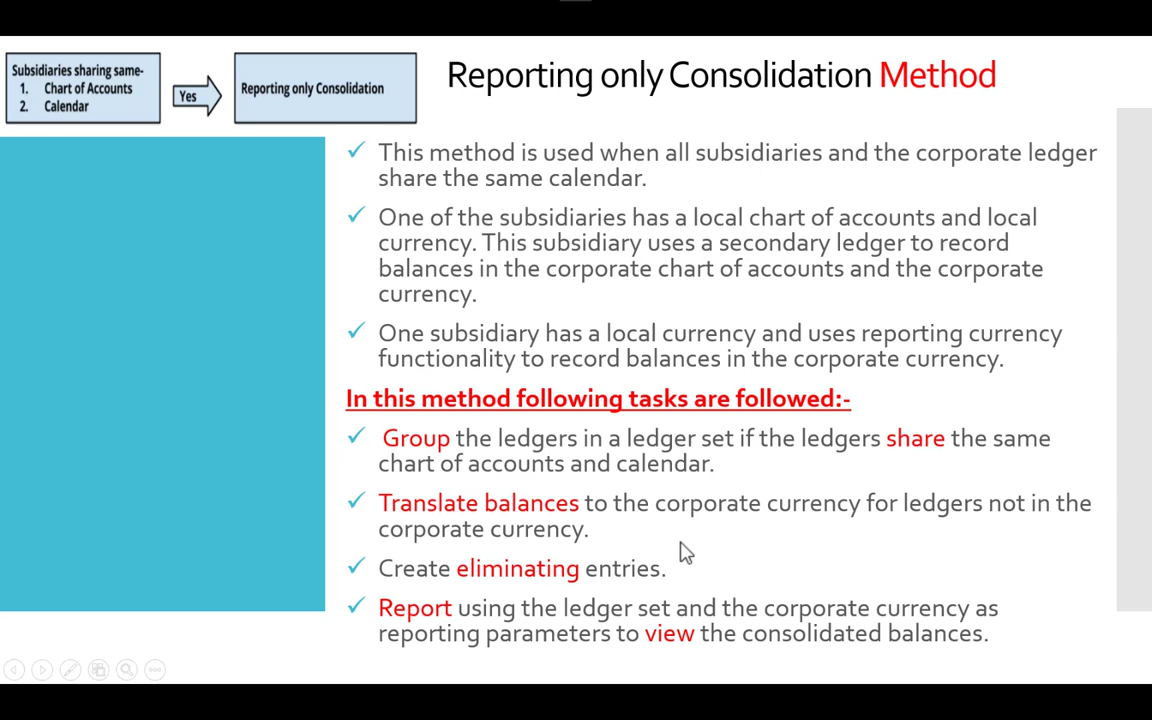 Subsidiaries sharing same-
1. Chart of Accounts
2. Calendar
Yes
Reporting only Consolidation
Reporting only Consolidation Method
This method is used when all subsidiaries and the corporate ledger
share the same calendar.
One of the subsidiaries has a local chart of accounts and local
currency. This subsidiary uses a secondary ledger to record
balances in the corporate chart of accounts and the corporate
currency.
One subsidiary has a local currency and uses reporting currency
functionality to record balances in the corporate currency.
In this method following tasks are followed:-
Group the ledgers in a ledger set if the ledgers share the same
chart of accounts and calendar.
Translate balances to the corporate currency for ledgers not in the
corporate currency.
Create eliminating entries.
Report using the ledger set and the corporate currency as
reporting parameters to view the consolidated balances.